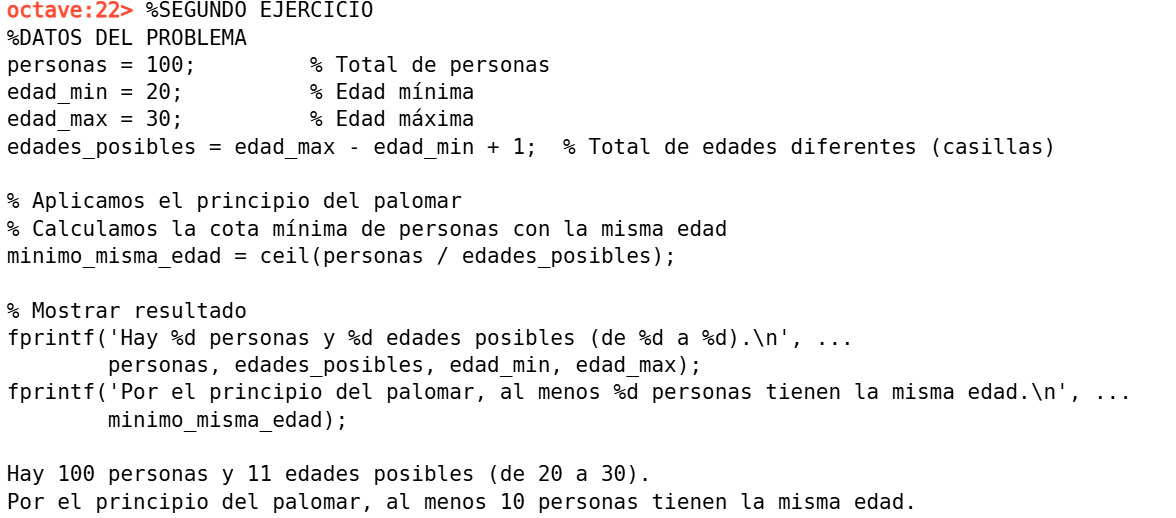 octave:22> %SEGUNDO EJERCICIO
%DATOS DEL PROBLEMA
personas = 100;         % Total de personas
edad_min = 20;          % Edad mínima
edad_max = 30;          % Edad máxima
edades_posibles = edad_max - edad_min + 1;  % Total de edades diferentes (casillas)

% Aplicamos el principio del palomar
% Calculamos la cota mínima de personas con la misma edad
minimo_misma_edad = ceil(personas / edades_posibles);

% Mostrar resultado
fprintf('Hay %d personas y %d edades posibles (de %d a %d).\n', ...
        personas, edades_posibles, edad_min, edad_max);
fprintf('Por el principio del palomar, al menos %d personas tienen la misma edad.\n', ...
        minimo_misma_edad);

Hay 100 personas y 11 edades posibles (de 20 a 30).
Por el principio del palomar, al menos 10 personas tienen la misma edad.